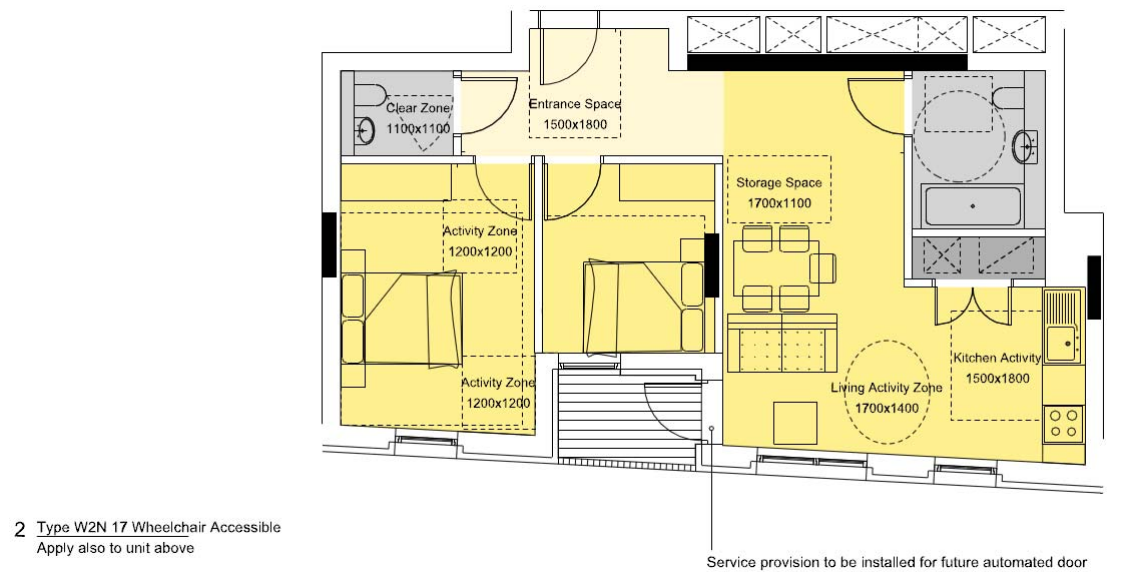 Clear Zone
1100x1100
Entrance Space
1500x1800
Storage Space
1700x1100
Activity Zone
1200x1200
Activity Zone
1200x1200
Living Activity Zone
1700x1400
Kitchen Activity
1500x1800
2 Type W2N 17 Wheelchair Accessible
Apply also to unit above
Service provision to be installed for future automated door